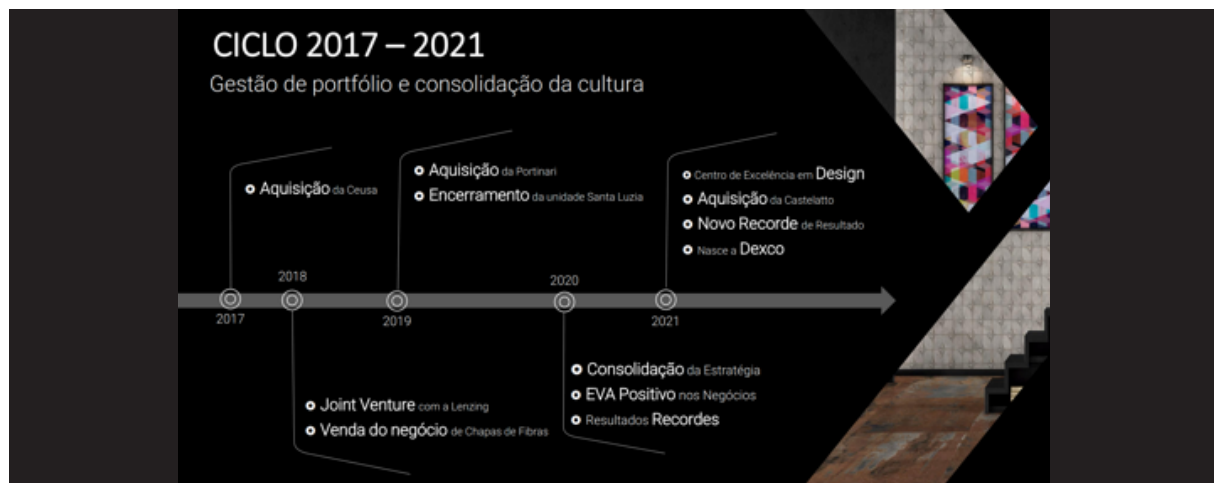 CICLO 2017 – 2021
Gestão de portfólio e consolidação da cultura
Aquisição da Ceusa
Aquisição da Portinari
Encerramento da unidade Santa Luzia
Centro de Excelência em Design
Aquisição da Castelatto
Novo Recorde de Resultado
Nasce a Dexco
2018
2020
2017
2019
2021
Joint Venture com a Lenzing
Venda do negócio de Chapas de Fibras
Consolidação da Estratégia
EVA Positivo nos Negócios
Resultados Recordes